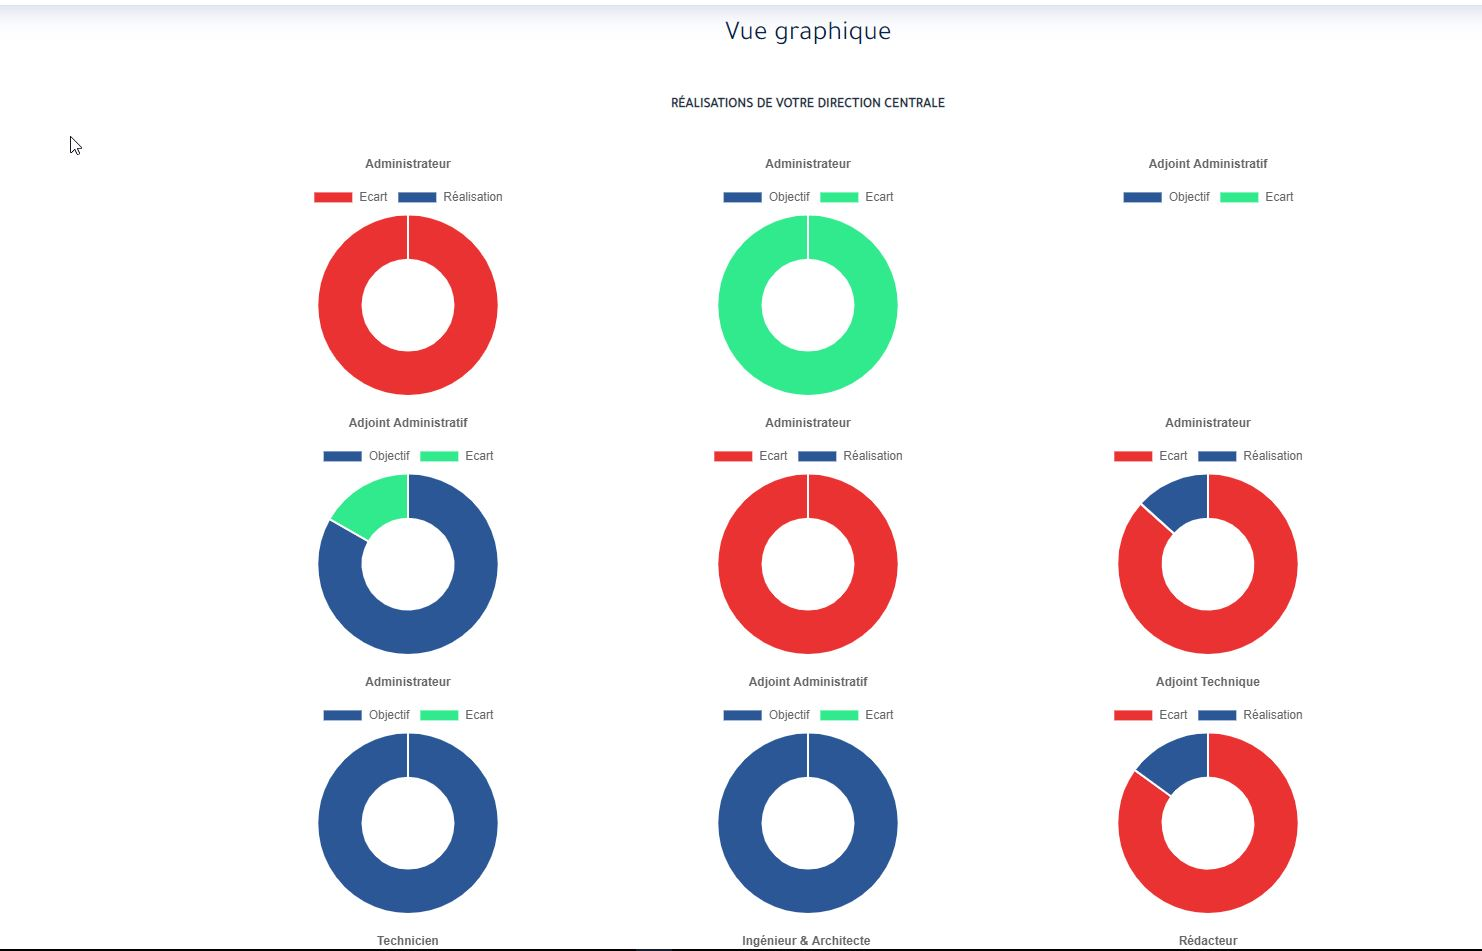 Vue graphique
RÉALISATIONS DE VOTRE DIRECTION CENTRALE
Administrateur
Ecart Réalisation
Administrateur
Objectif Ecart
Adjoint Administratif
Objectif Ecart
Adjoint Administratif
Objectif Ecart
Administrateur
Ecart Réalisation
Administrateur
Ecart Réalisation
Administrateur
Objectif Ecart
Adjoint Administratif
Objectif Ecart
Adjoint Technique
Ecart Réalisation
Technicien
Ingénieur & Architecte
Rédacteur